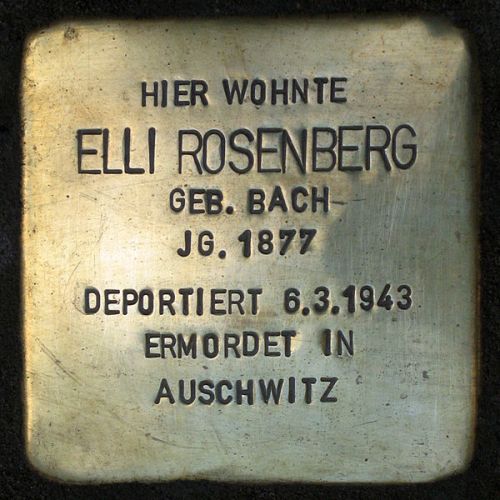 HIER WOHNTE
ELLI ROSENBERG
GEB. BACH
JG. 1877
DEPORTIERT 6.3.1943
ERMORDET IN
AUSCHWITZ